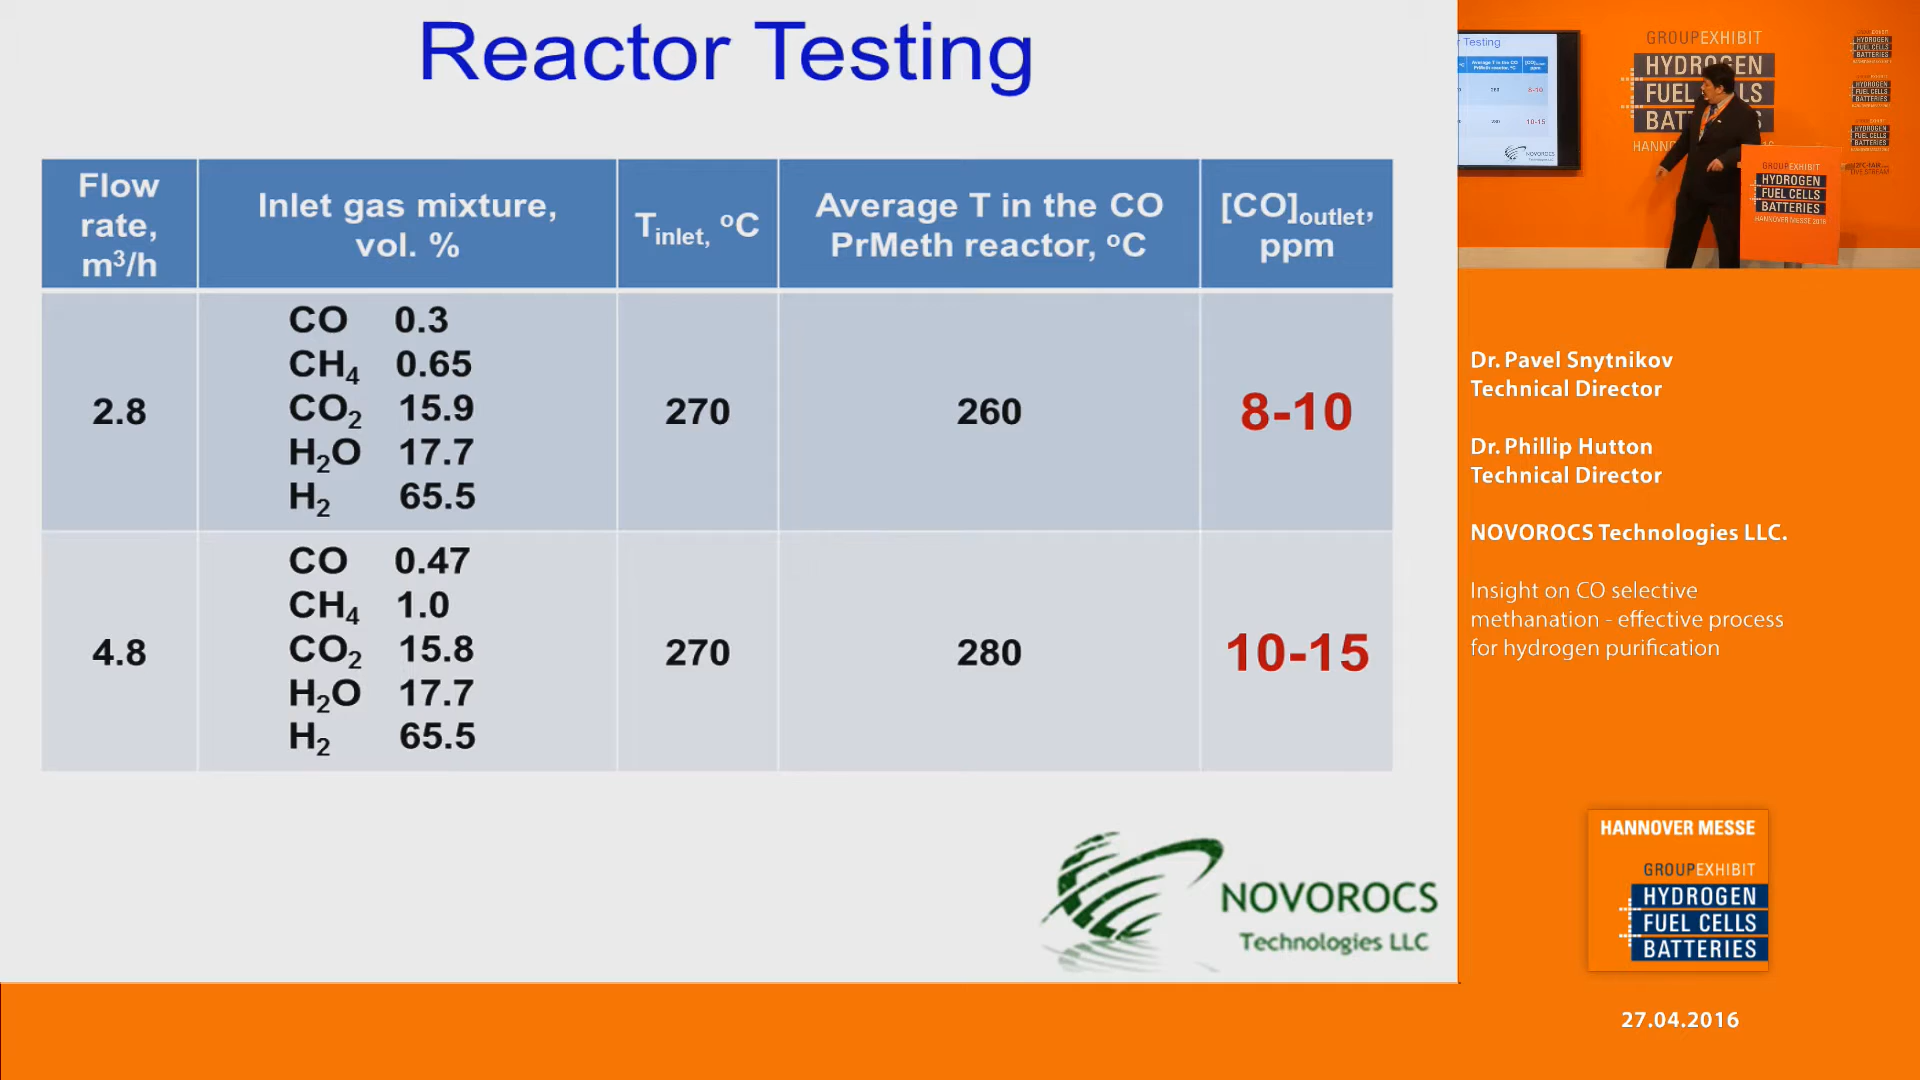 Reactor Testing
Flow rate, m³/h
Inlet gas mixture, vol. %
Tinlet, °C
Average T in the CO PrMeth reactor, °C
[CO]outlet, ppm
2.8
CO 0.3
CH₄ 0.65
CO₂ 15.9
H₂O 17.7
H₂ 65.5
270
260
8-10
4.8
CO 0.47
CH₄ 1.0
CO₂ 15.8
H₂O 17.7
H₂ 65.5
270
280
10-15
NOVOROCS
Technologies LLC
GROUPEXHIBIT
HYDROGEN
FUEL CELLS
BATTERIES
HANNOVER MESSE 2016
Dr. Pavel Snytnikov
Technical Director
Dr. Phillip Hutton
Technical Director
NOVOROCS Technologies LLC.
Insight on CO selective
methanation - effective process
for hydrogen purification
HANNOVER MESSE
GROUPEXHIBIT
HYDROGEN
FUEL CELLS
BATTERIES
27.04.2016